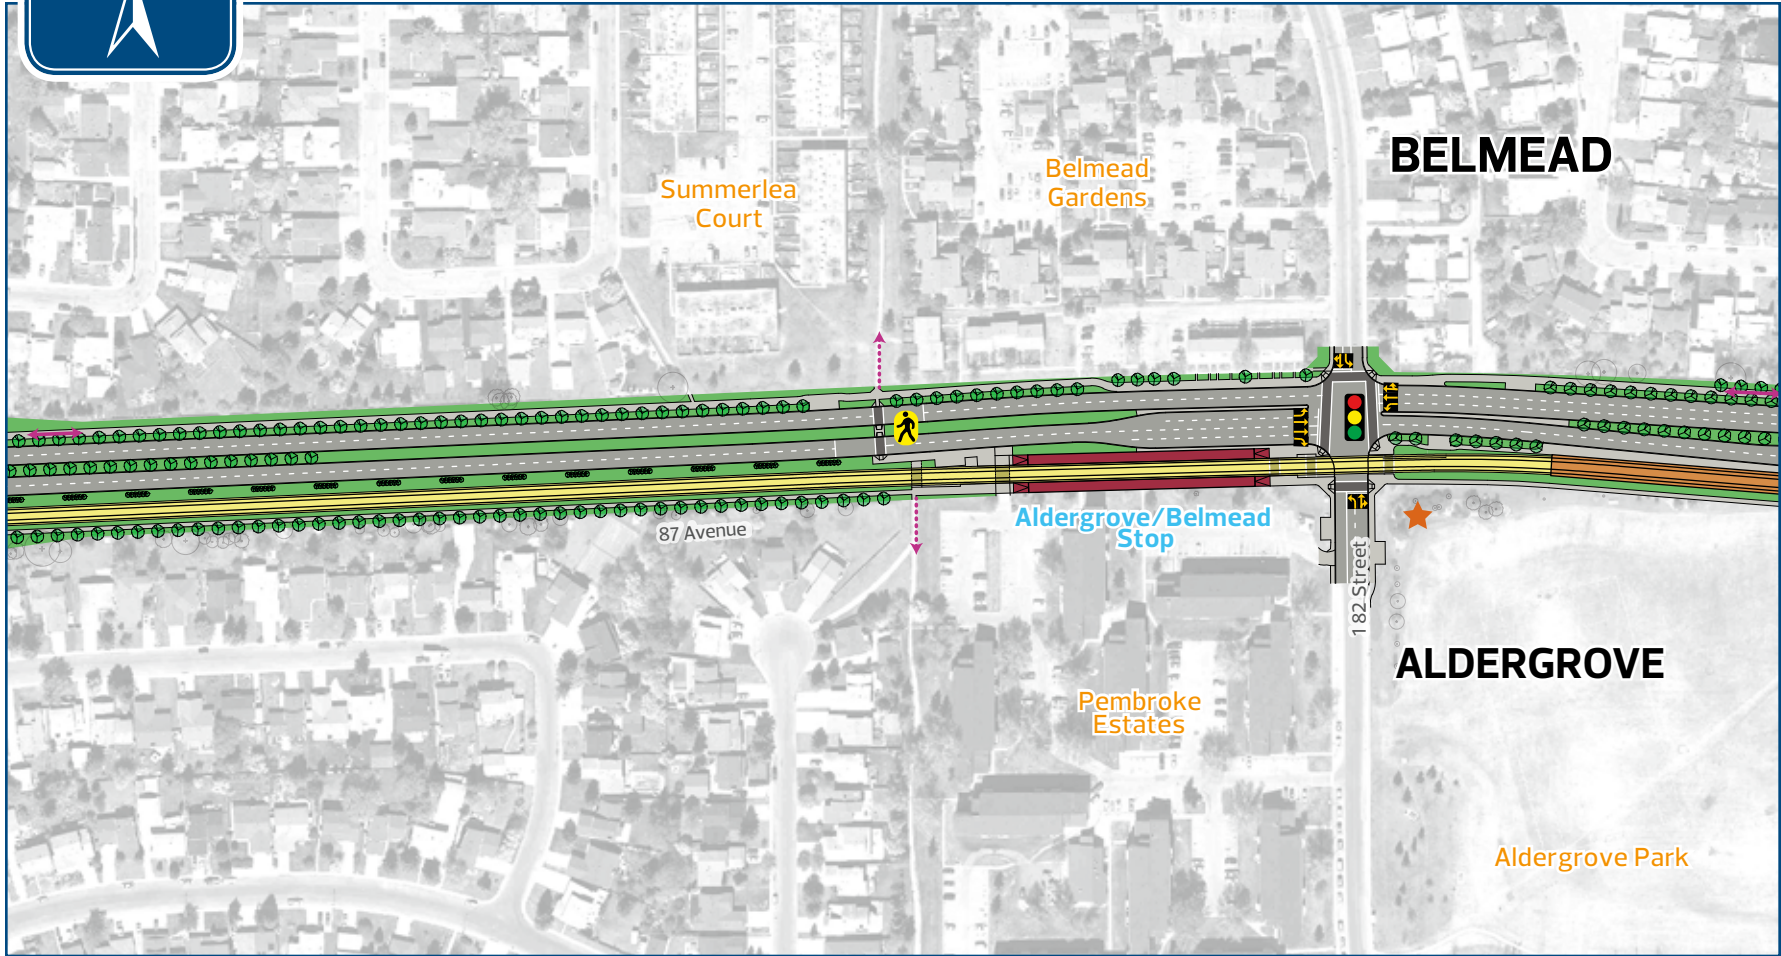 BELMEAD
Belmead
Gardens
Summerlea
Court
Aldergrove/Belmead
Stop
87 Avenue
182 Street
ALDERGROVE
Pembroke
Estates
Aldergrove Park